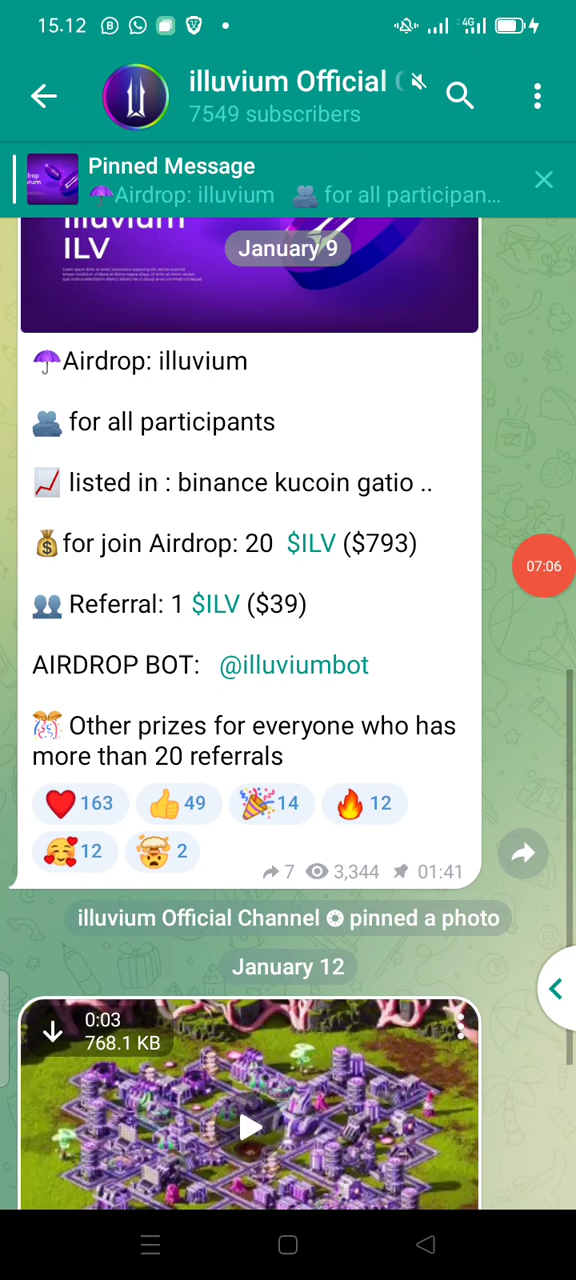 15.12
4G
illuvium Official
7549 subscribers
Pinned Message
☂Airdrop: illuvium 👥 for all participan...
illuvium
ILV
January 9
☂Airdrop: illuvium
👥 for all participants
📈 listed in : binance kucoin gatio ..
💰for join Airdrop: 20 $ILV ($793)
07:06
👥 Referral: 1 $ILV ($39)
AIRDROP BOT: @illuviumbot
🎊 Other prizes for everyone who has
more than 20 referrals
❤️ 163 👍 49 🎉 14 🔥 12
🥰 12 🤯 2
7 3,344 01:41
illuvium Official Channel ❂ pinned a photo
January 12
0:03
768.1 KB